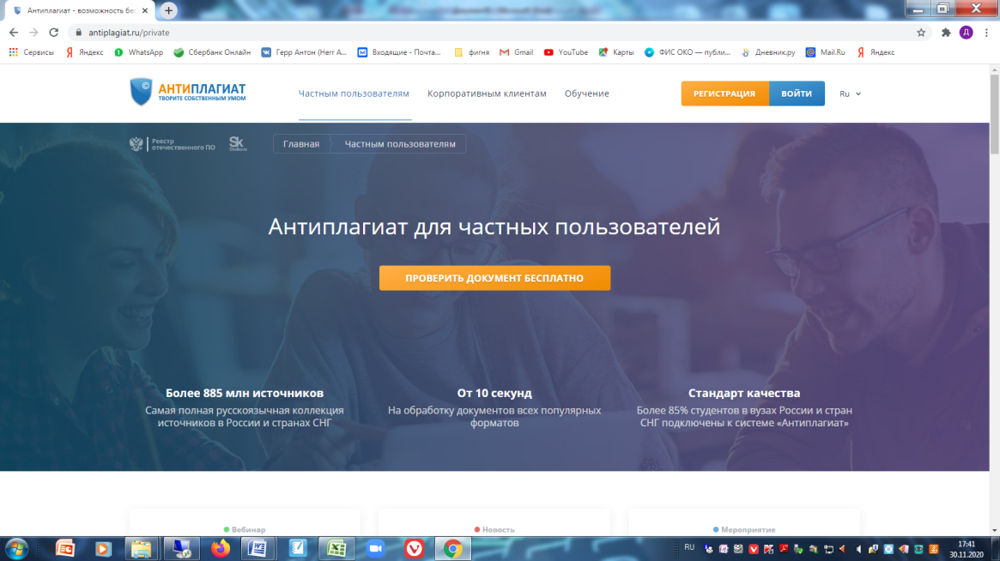 Антиплагиат - возможность бес
antiplagiat.ru/private
Сервисы Яндекс WhatsApp Сбербанк Онлайн Герр Антон (Herr A... Входящие - Почта... фигня Gmail YouTube Карты ФИС ОКО — публи... Дневник.ру Mail.Ru Яндекс
АНТИПЛАГИАТ
ТВОРИТЕ СОБСТВЕННЫМ УМОМ
Частным пользователям Корпоративным клиентам Обучение
РЕГИСТРАЦИЯ ВОЙТИ Ru
Реестр
отечественного ПО
Sk
Главная Частным пользователям
Антиплагиат для частных пользователей
ПРОВЕРИТЬ ДОКУМЕНТ БЕСПЛАТНО
Более 885 млн источников
Самая полная русскоязычная коллекция
источников в России и странах СНГ
От 10 секунд
На обработку документов всех популярных
форматов
Стандарт качества
Более 85% студентов в вузах России и стран
СНГ подключены к системе «Антиплагиат»
Вебинар Новость Мероприятие
RU
17:41
30.11.2020